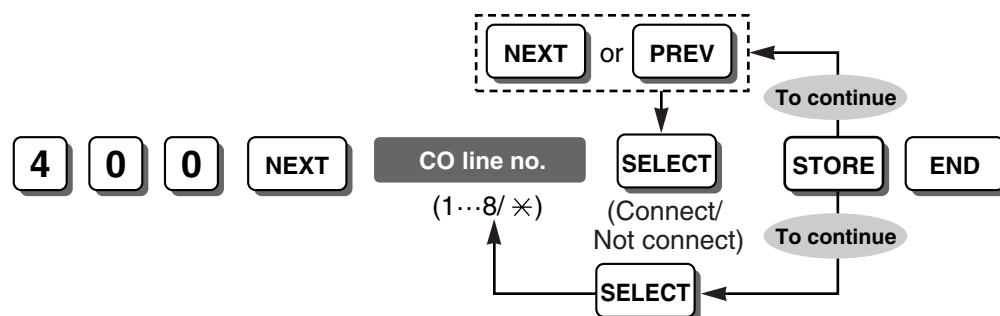 NEXT or PREV
To continue
4 0 0 NEXT CO line no. SELECT STORE END
(1···8/ ✳)
(Connect/
Not connect)
To continue
SELECT